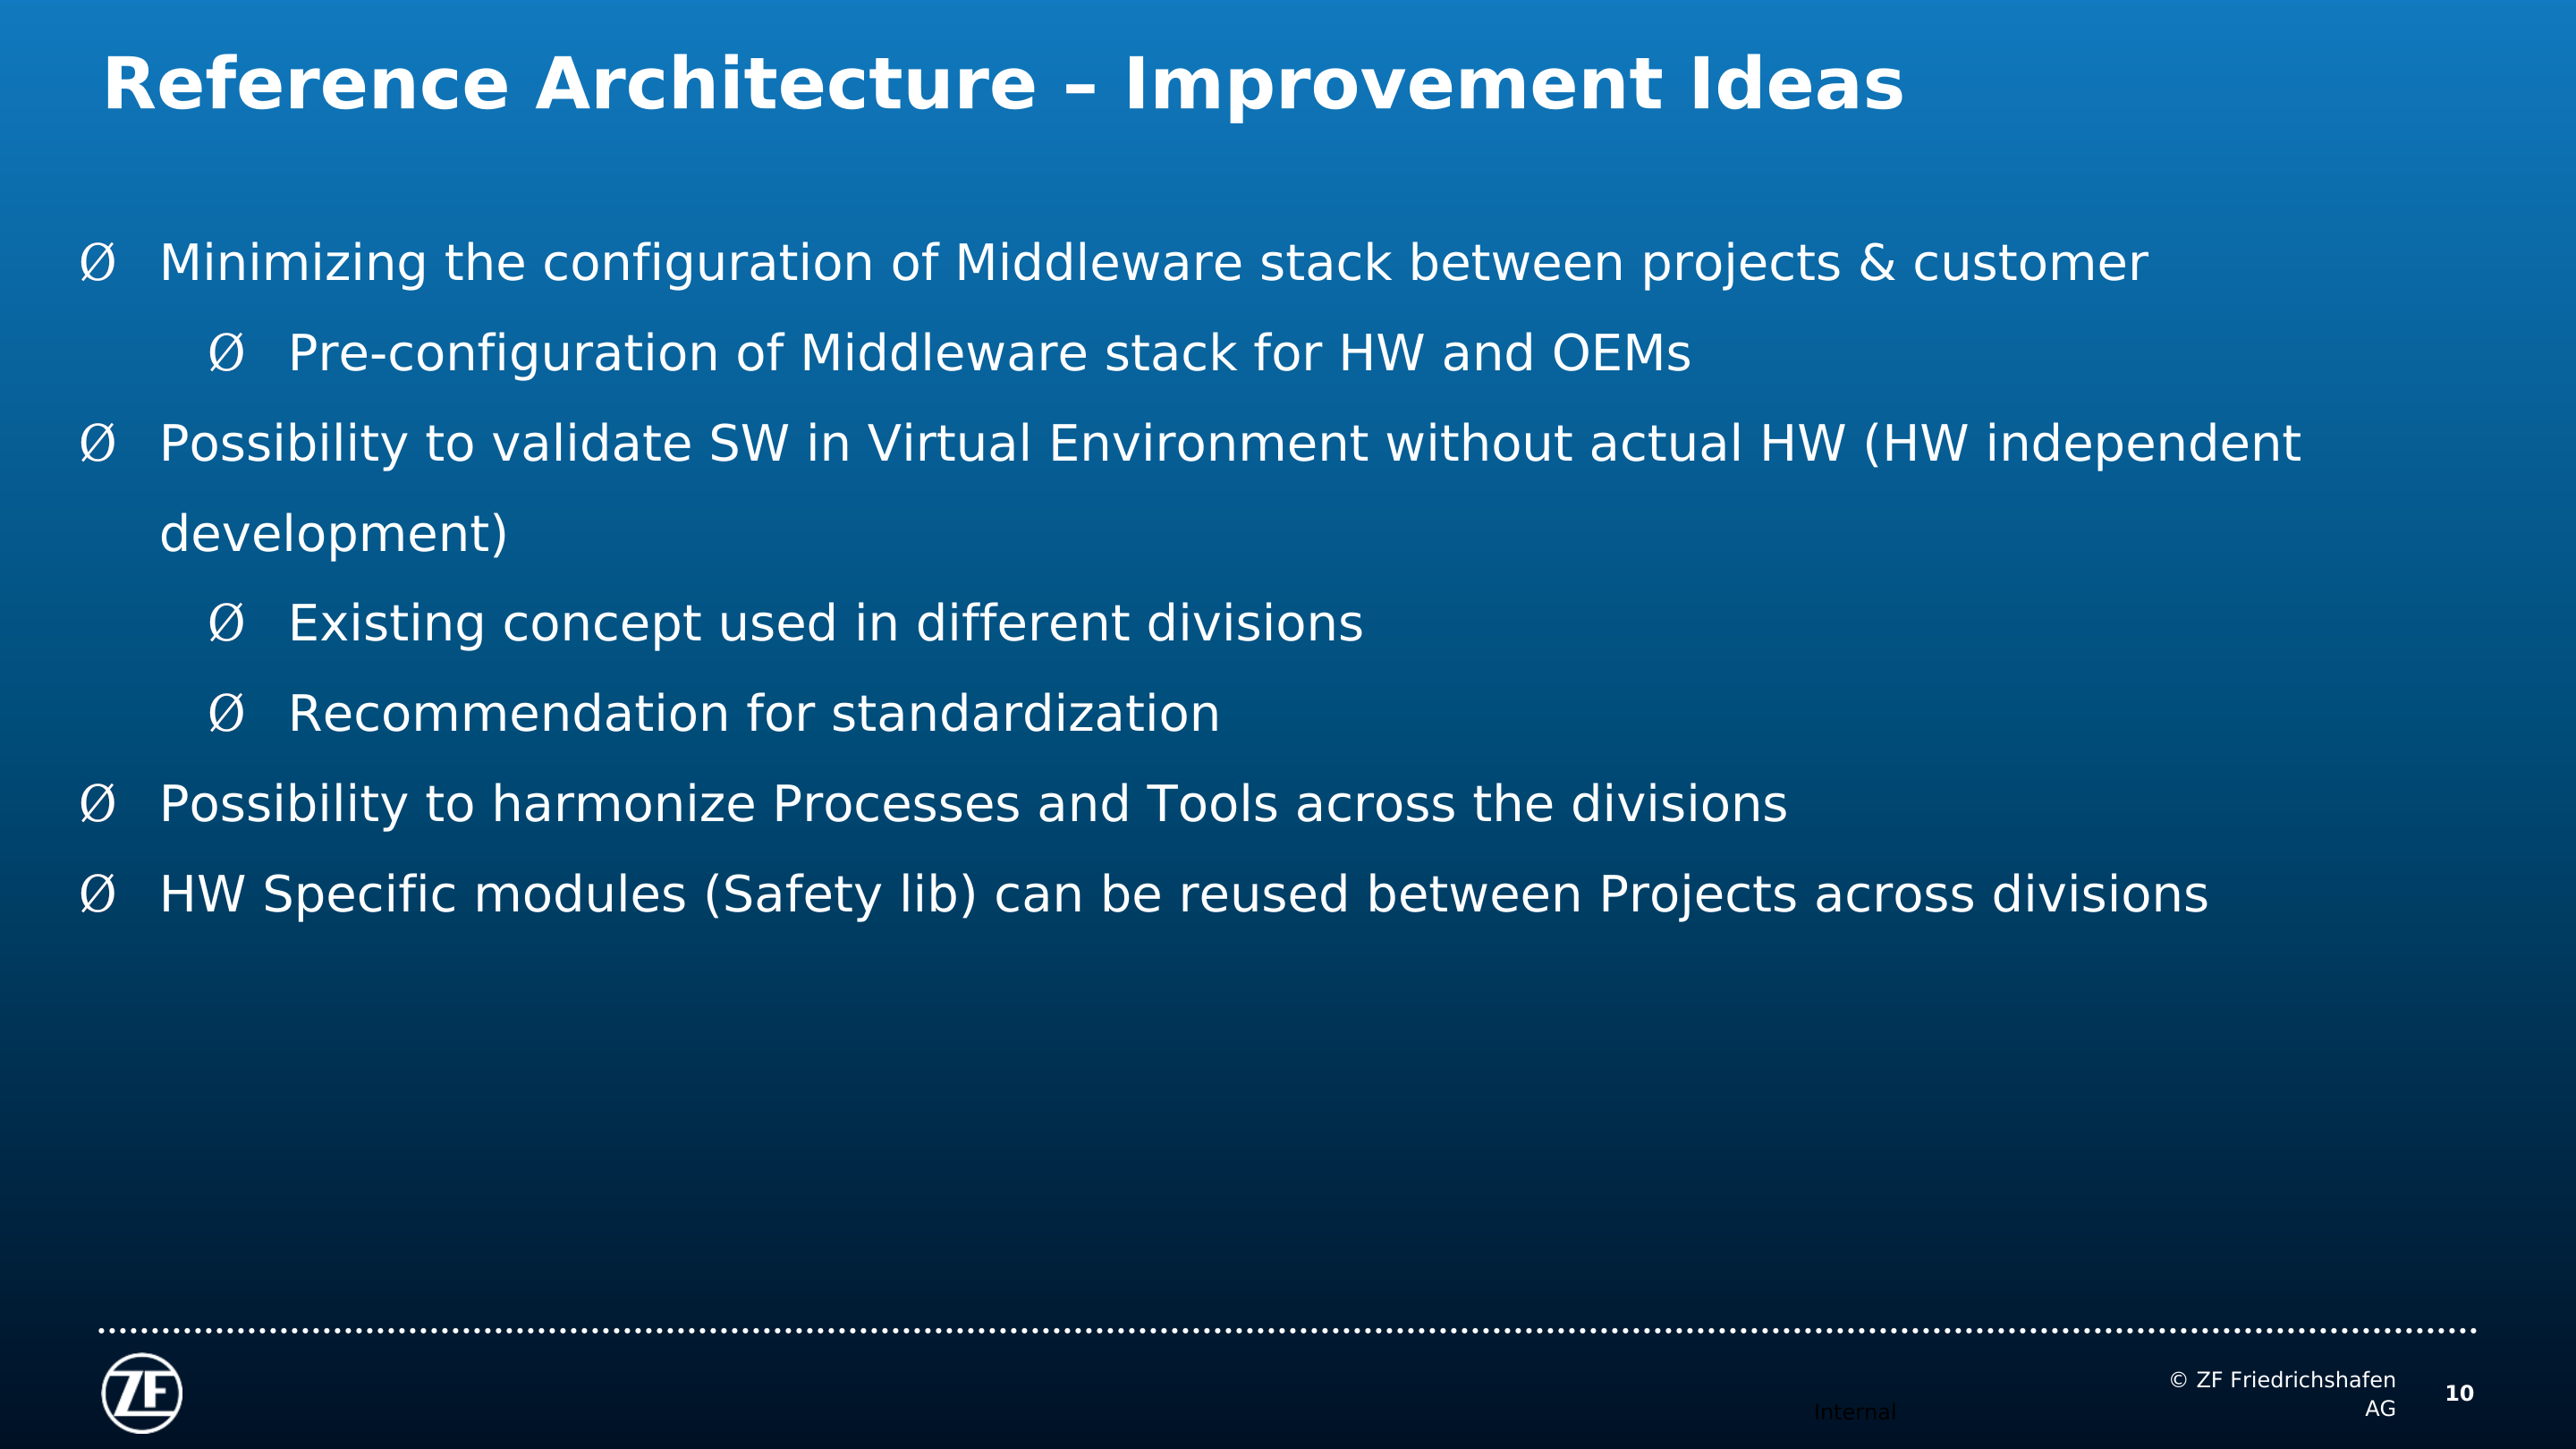 Reference Architecture – Improvement Ideas
Ø Minimizing the configuration of Middleware stack between projects & customer
Ø Pre-configuration of Middleware stack for HW and OEMs
Ø Possibility to validate SW in Virtual Environment without actual HW (HW independent
development)
Ø Existing concept used in different divisions
Ø Recommendation for standardization
Ø Possibility to harmonize Processes and Tools across the divisions
Ø HW Specific modules (Safety lib) can be reused between Projects across divisions
ZF
Internal
© ZF Friedrichshafen
AG
10